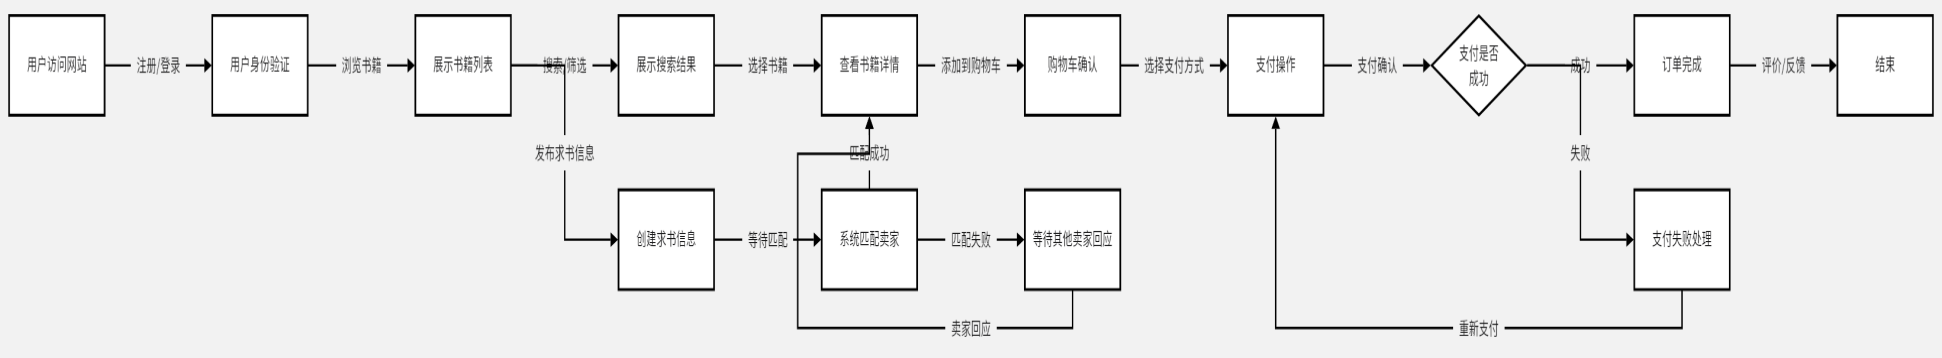 用户访问网站
注册/登录
用户身份验证
浏览书籍
展示书籍列表
搜索/筛选
展示搜索结果
选择书籍
查看书籍详情
添加到购物车
购物车确认
选择支付方式
支付操作
支付确认
支付是否
成功
成功
订单完成
评价/反馈
结束
发布求书信息
匹配成功
失败
创建求书信息
等待匹配
系统匹配卖家
匹配失败
等待其他卖家回应
支付失败处理
卖家回应
重新支付